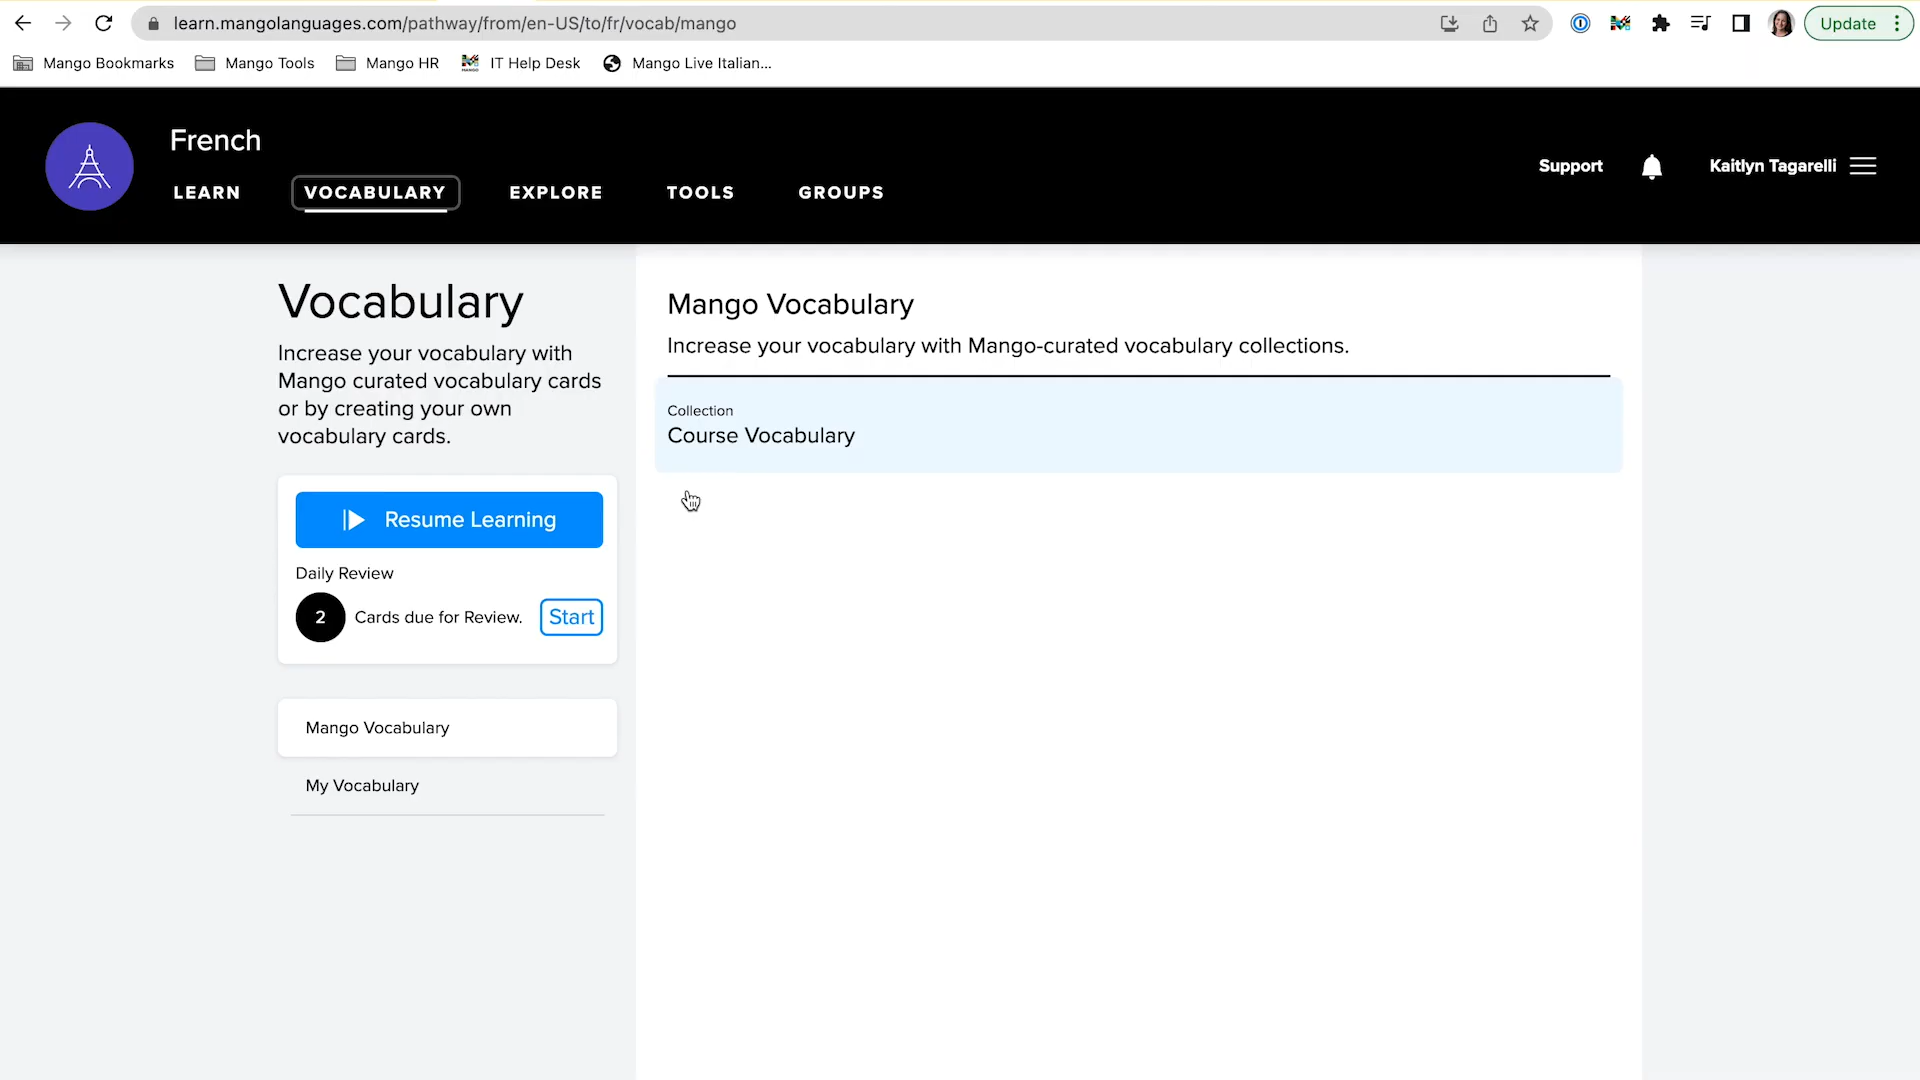 learn.mangolanguages.com/pathway/from/en-US/to/fr/vocab/mango
Update
Mango Bookmarks
Mango Tools
Mango HR
IT Help Desk
Mango Live Italian...
French
LEARN
VOCABULARY
EXPLORE
TOOLS
GROUPS
Support
Kaitlyn Tagarelli
Vocabulary
Increase your vocabulary with
Mango curated vocabulary cards
or by creating your own
vocabulary cards.
Resume Learning
Daily Review
2
Cards due for Review.
Start
Mango Vocabulary
My Vocabulary
Mango Vocabulary
Increase your vocabulary with Mango-curated vocabulary collections.
Collection
Course Vocabulary